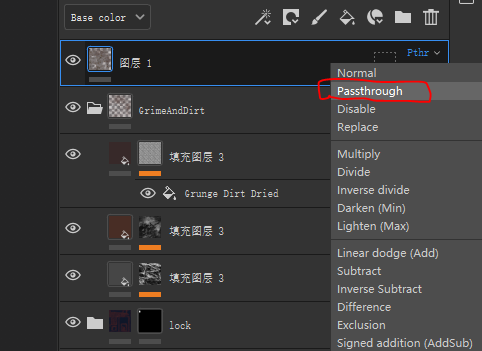 Base color
图层 1
Pthr
Normal
GrimeAndDirt
Passthrough
Disable
Replace
填充图层 3
Multiply
Divide
Grunge Dirt Dried
Inverse divide
Darken (Min)
填充图层 3
Lighten (Max)
Linear dodge (Add)
填充图层 3
Subtract
Inverse Subtract
Difference
lock
Exclusion
Signed addition (AddSub)